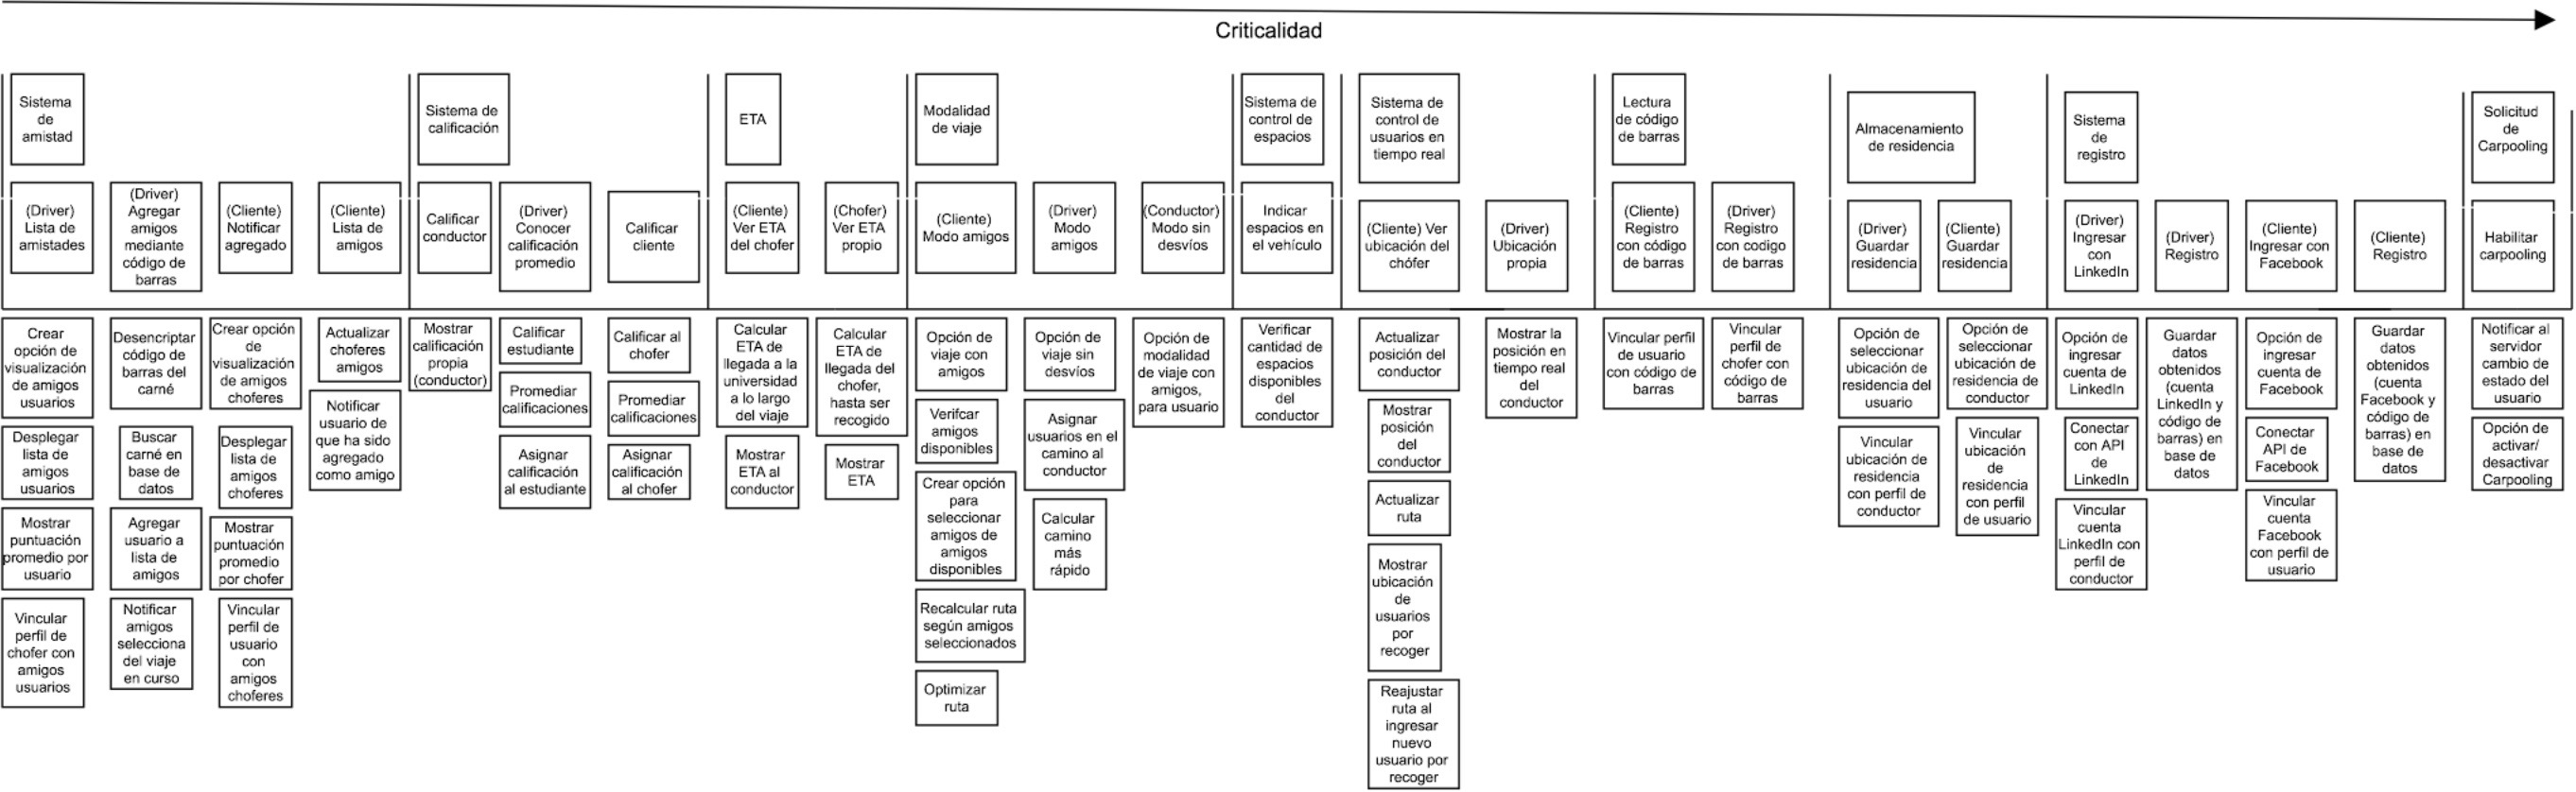 Criticalidad
Sistema
de
amistad
Sistema de
calificación
ETA
Modalidad
de viaje
Sistema de
control de
espacios
Sistema de
control de
usuarios en
tiempo real
Lectura
de código
de barras
Almacenamiento
de residencia
Sistema
de
registro
Solicitud
de
Carpooling
(Driver)
Lista de
amistades
(Driver)
Agregar
amigos
mediante
código de
barras
(Cliente)
Notificar
agregado
(Cliente)
Lista de
amigos
Calificar
conductor
(Driver)
Conocer
calificación
promedio
Calificar
cliente
(Cliente)
Ver ETA
del chofer
(Chofer)
Ver ETA
propio
(Cliente)
Modo amigos
(Driver)
Modo
amigos
(Conductor)
Modo sin
desvíos
Indicar
espacios en
el vehículo
(Cliente) Ver
ubicación del
chófer
(Driver)
Ubicación
propia
(Cliente)
Registro
con código
de barras
(Driver)
Registro
con codigo
de barras
(Driver)
Guardar
residencia
(Cliente)
Guardar
residencia
(Driver)
Ingresar
con
LinkedIn
(Driver)
Registro
(Cliente)
Ingresar con
Facebook
(Cliente)
Registro
Habilitar
carpooling
Crear
opción de
visualización
de amigos
usuarios
Desplegar
lista de
amigos
usuarios
Mostrar
puntuación
promedio por
usuario
Vincular
perfil de
chofer con
amigos
usuarios
Desencriptar
código de
barras del
carné
Buscar
carné en
base de
datos
Agregar
usuario a
lista de
amigos
Notificar
amigos
selecciona
del viaje
en curso
Crear opción
de
visualización
de amigos
choferes
Desplegar
lista de
amigos
choferes
Mostrar
puntuación
promedio
por chofer
Vincular
perfil de
usuario
con
amigos
choferes
Actualizar
choferes
amigos
Notificar
usuario de
que ha sido
agregado
como amigo
Mostrar
calificación
propia
(conductor)
Calificar
estudiante
Promediar
calificaciones
Asignar
calificación
al estudiante
Calificar al
chofer
Promediar
calificaciones
Asignar
calificación
al chofer
Calcular
ETA de
llegada a la
universidad
a lo largo
del viaje
Mostrar
ETA al
conductor
Calcular
ETA de
llegada del
chofer,
hasta ser
recogido
Mostrar
ETA
Opción de
viaje con
amigos
Verifcar
amigos
disponibles
Crear opción
para
seleccionar
amigos de
amigos
disponibles
Recalcular ruta
según amigos
seleccionados
Optimizar
ruta
Opción de
viaje sin
desvíos
Asignar
usuarios en el
camino al
conductor
Calcular
camino
más
rápido
Opción de
modalidad
de viaje con
amigos,
para usuario
Verificar
cantidad de
espacios
disponibles
del
conductor
Actualizar
posición del
conductor
Mostrar
posición
del
conductor
Actualizar
ruta
Mostrar
ubicación
de
usuarios
por
recoger
Reajustar
ruta al
ingresar
nuevo
usuario por
recoger
Mostrar la
posición en
tiempo real
del
conductor
Vincular perfil
de usuario
con código de
barras
Vincular
perfil de
chofer con
código de
barras
Opción de
seleccionar
ubicación de
residencia del
usuario
Vincular
ubicación de
residencia
con perfil de
conductor
Opción de
seleccionar
ubicación de
residencia de
conductor
Vincular
ubicación
de
residencia
con perfil
de usuario
Opción de
ingresar
cuenta de
LinkedIn
Conectar
con API
de
LinkedIn
Vincular
cuenta
LinkedIn con
perfil de
conductor
Guardar
datos
obtenidos
(cuenta
LinkedIn y
código de
barras) en
base de
datos
Opción de
ingresar
cuenta de
Facebook
Conectar
API de
Facebook
Vincular
cuenta
Facebook
con perfil de
usuario
Guardar
datos
obtenidos
(cuenta
Facebook y
código de
barras) en
base de
datos
Notificar al
servidor
cambio de
estado del
usuario
Opción de
activar/
desactivar
Carpooling